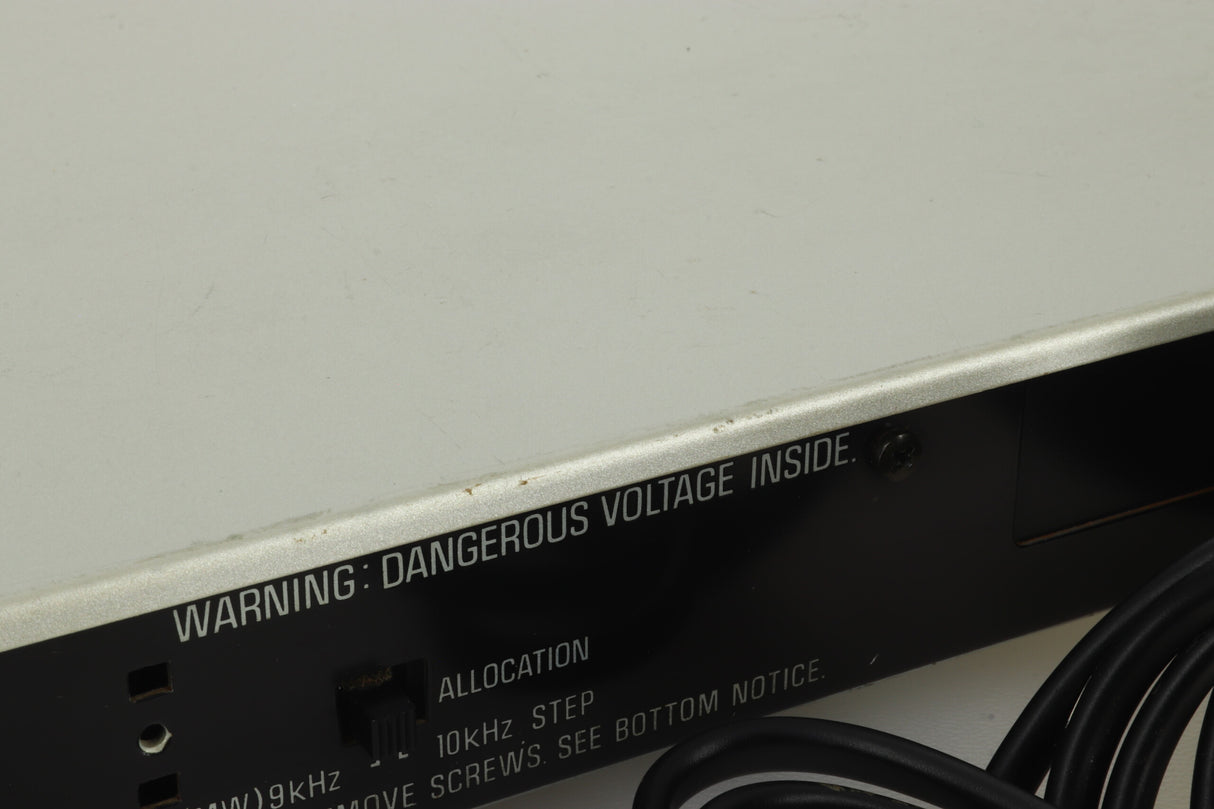 WARNING: DANGEROUS VOLTAGE INSIDE.
ALLOCATION
MW) 9kHz 10kHz STEP
MOVE SCREWS. SEE BOTTOM NOTICE.